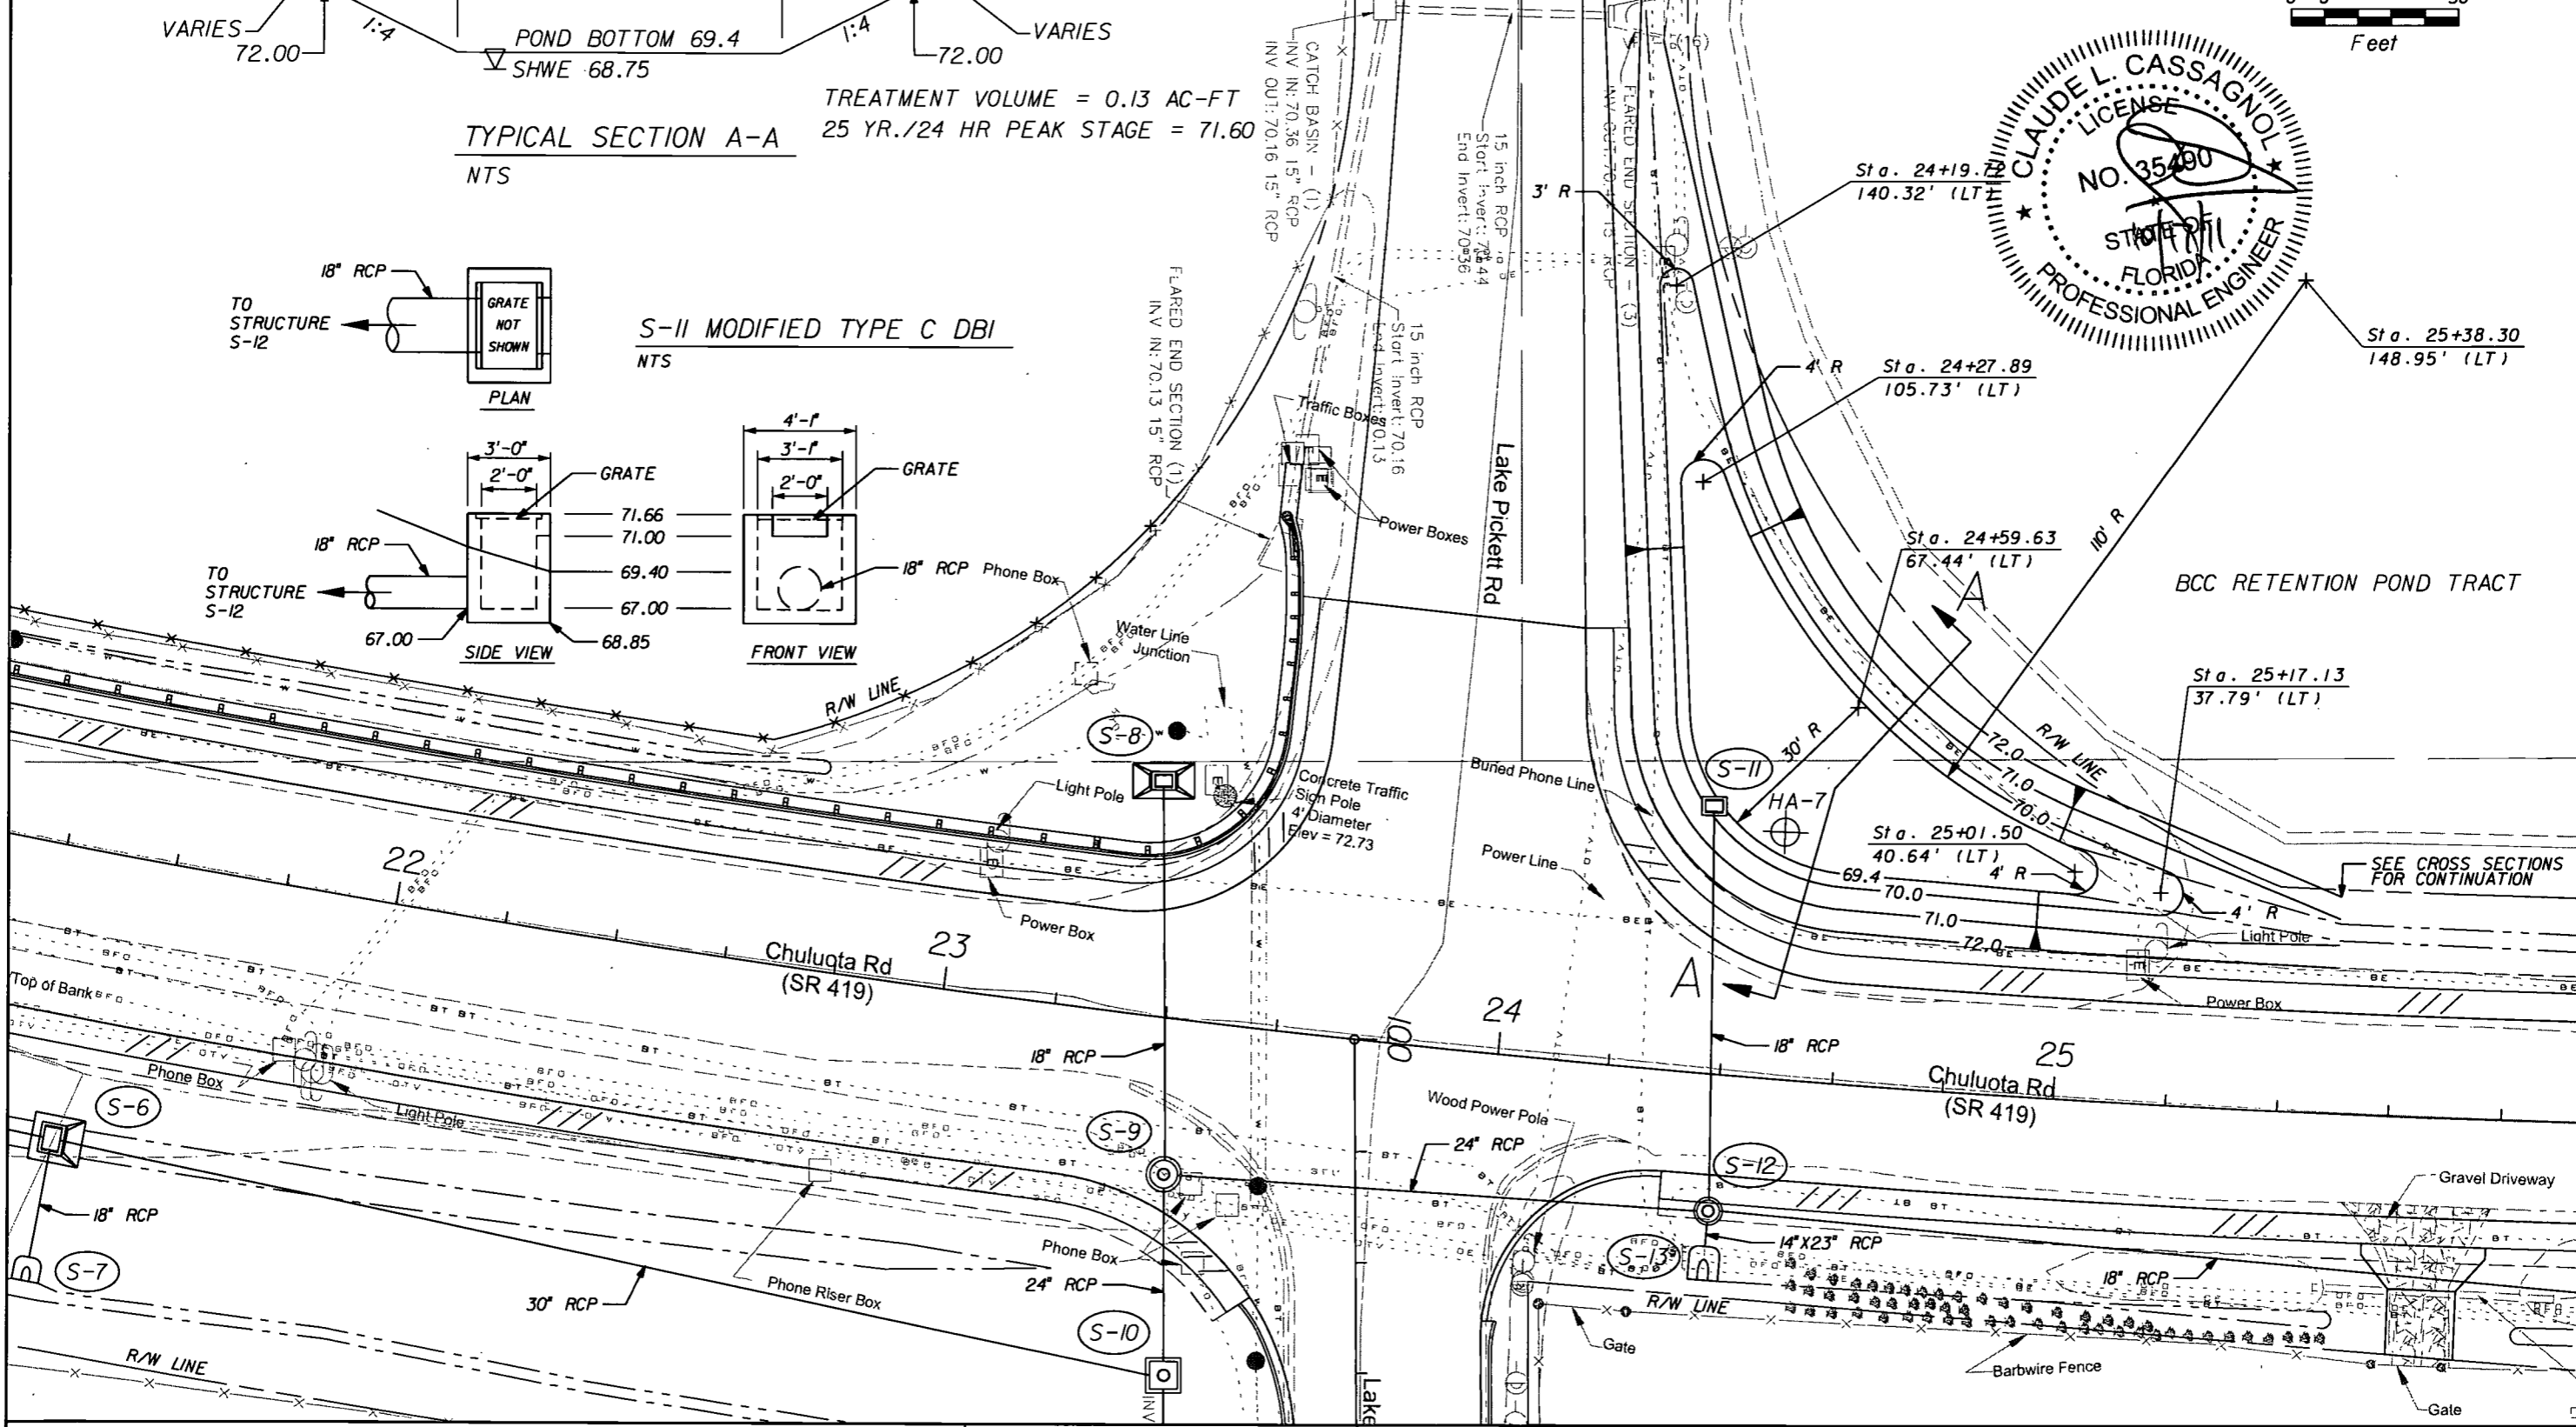 VARIES
72.00
1:4
POND BOTTOM 69.4
SHWE 68.75
1:4
VARIES
72.00
TYPICAL SECTION A-A
NTS
TREATMENT VOLUME = 0.13 AC-FT
25 YR./24 HR PEAK STAGE = 71.60
Feet
CLAUDE L. CASSAGNOL
LICENSE
NO. 35490
STATE OF
FLORIDA
PROFESSIONAL ENGINEER
18" RCP
TO
STRUCTURE
S-12
GRATE
NOT
SHOWN
PLAN
S-11 MODIFIED TYPE C DBI
NTS
3'-0"
2'-0"
GRATE
18" RCP
TO
STRUCTURE
S-12
67.00
68.85
SIDE VIEW
71.66
71.00
69.40
67.00
4'-1"
3'-1"
2'-0"
GRATE
18" RCP
FRONT VIEW
CATCH BASIN - (1)
INV IN: 70.36 15" RCP
INV OUT: 70.16 15" RCP
FLARED END SECTION (1)
INV IN: 70.13 15" RCP
15 inch RCP
Start Invert: 70.16
End Invert: 70.13
15 inch RCP
End Invert: 70.36
FLARED END SECTION - (3)
Traffic Boxes
Power Boxes
Phone Box
Water Line
Junction
R/W LINE
S-8
Light Pole
Power Box
Concrete Traffic
Sign Pole
4' Diameter
Elev = 72.73
Lake Pickett Rd
3' R
Sta. 24+19.72
140.32' (LT)
4' R
Sta. 24+27.89
105.73' (LT)
Sta. 25+38.30
148.95' (LT)
Sta. 24+59.63
67.44' (LT)
110' R
A
BCC RETENTION POND TRACT
Sta. 25+17.13
37.79' (LT)
30' R
S-11
HA-7
Buried Phone Line
Power Line
72.0
71.0
70.0
R/W LINE
Sta. 25+01.50
40.64' (LT)
4' R
69.4
70.0
71.0
72.0
4' R
SEE CROSS SECTIONS
FOR CONTINUATION
Light Pole
Power Box
A
22
23
Chuluota Rd
(SR 419)
24
100
25
Chuluota Rd
(SR 419)
18" RCP
18" RCP
Top of Bank
Phone Box
Light Pole
S-6
18" RCP
S-7
S-9
24" RCP
Wood Power Pole
S-12
14"X23" RCP
S-13
18" RCP
Gravel Driveway
Phone Box
Phone Riser Box
30" RCP
24" RCP
S-10
R/W LINE
R/W LINE
Gate
Barbwire Fence
Gate
INV
Lake